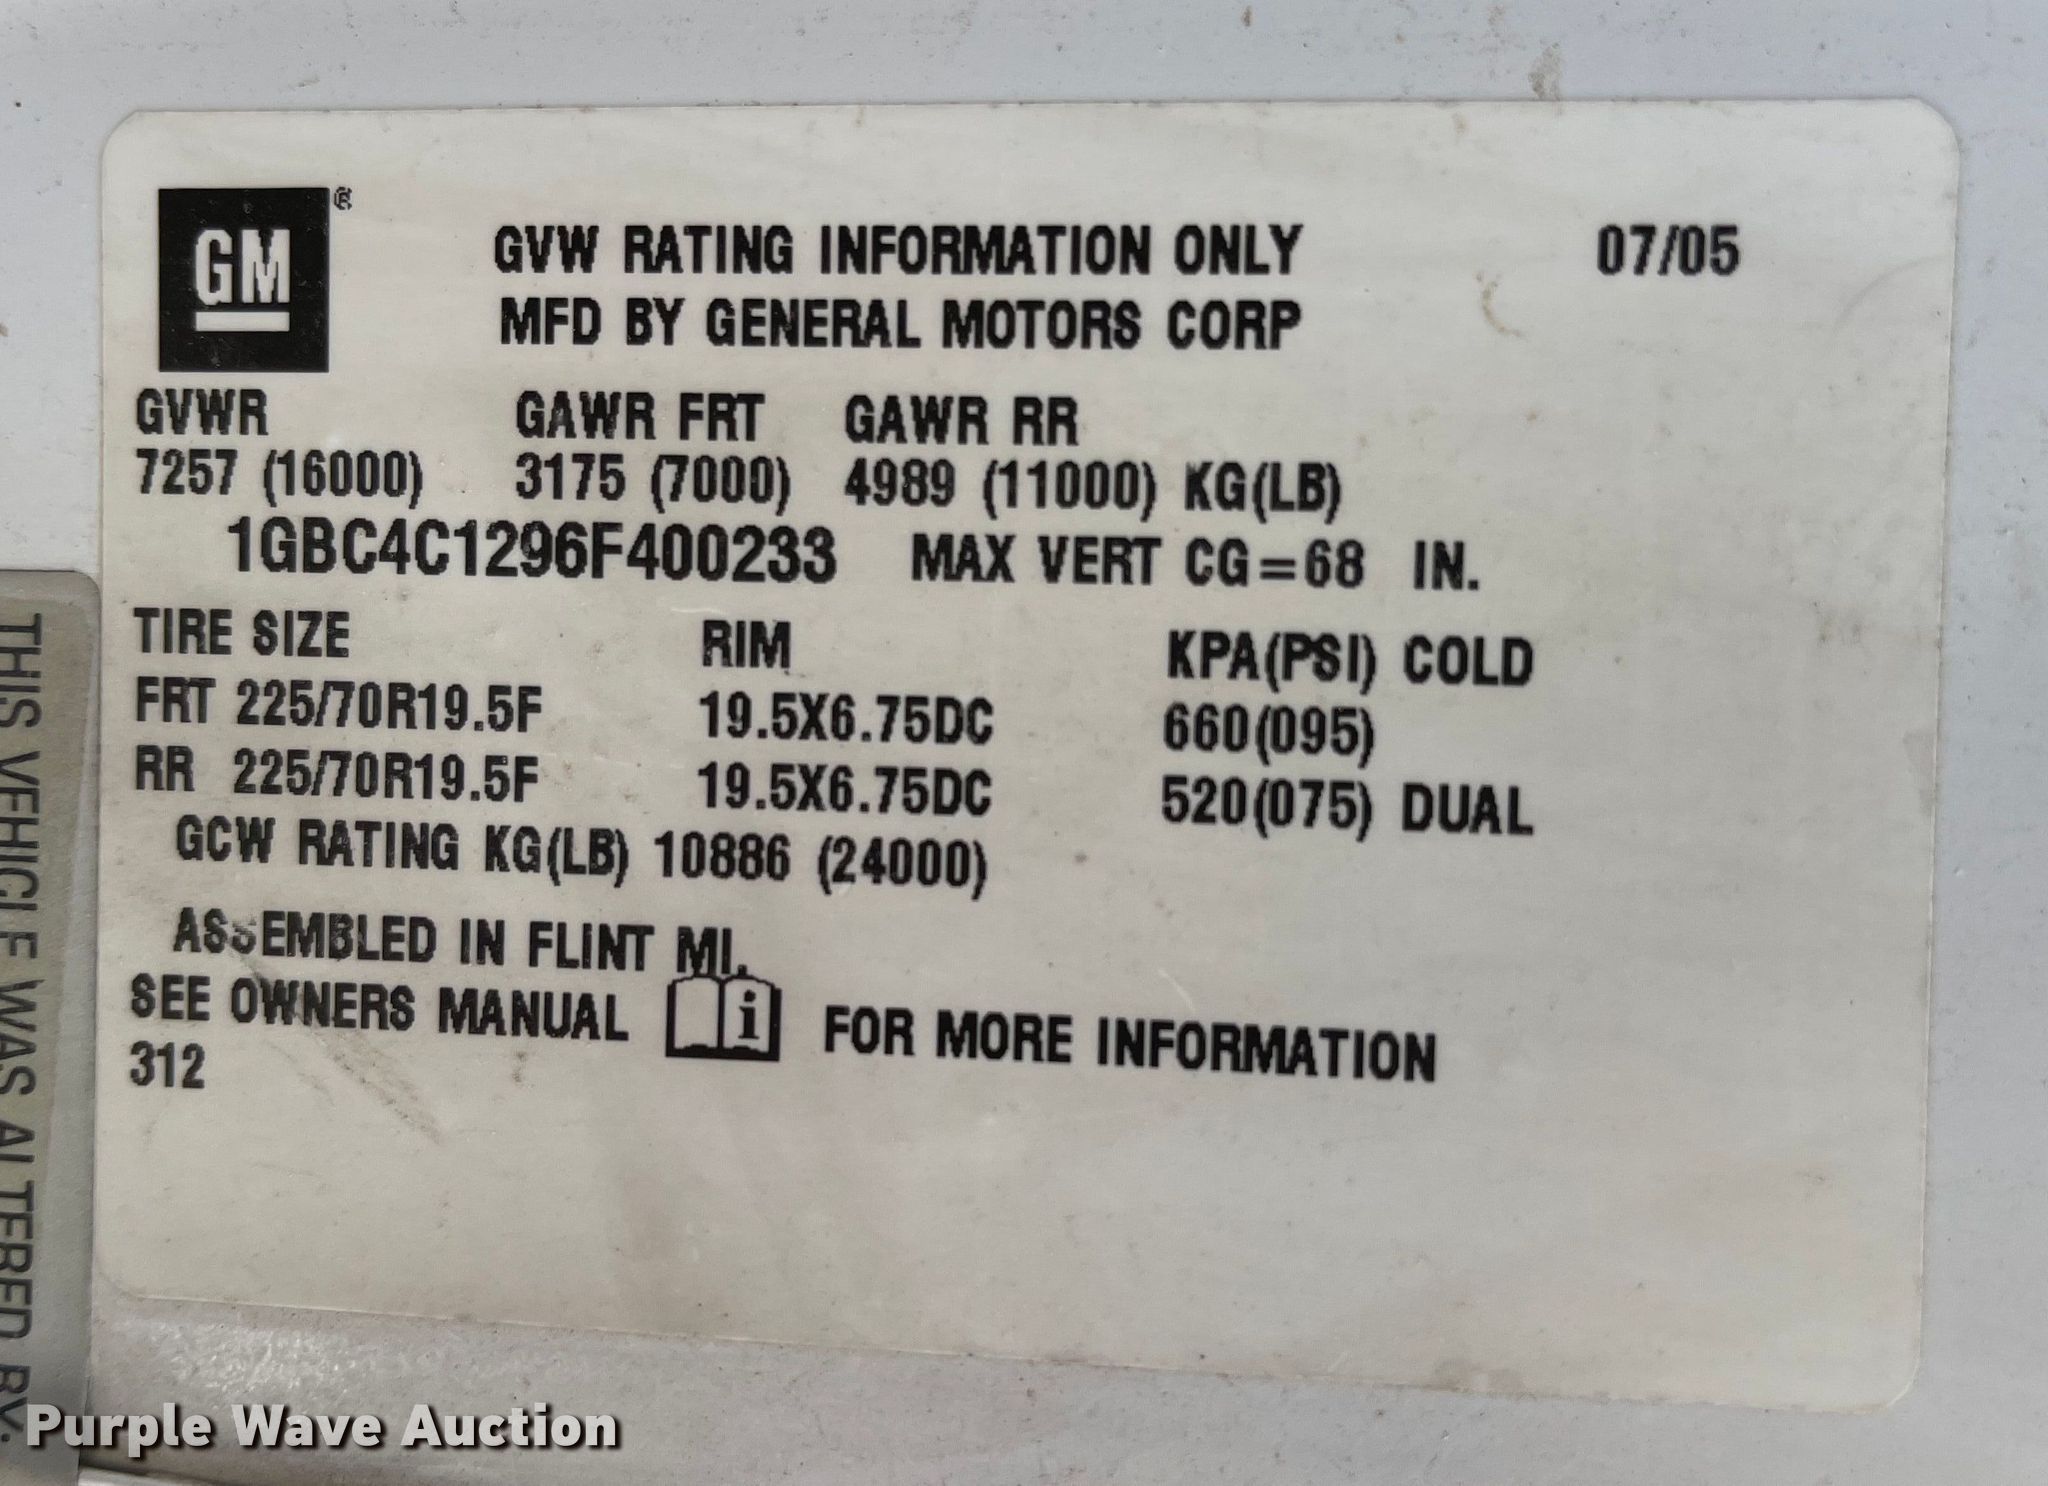 GM ®
GVW RATING INFORMATION ONLY 07/05
MFD BY GENERAL MOTORS CORP
GVWR GAWR FRT GAWR RR
7257 (16000) 3175 (7000) 4989 (11000) KG(LB)
1GBC4C1296F400233 MAX VERT CG=68 IN.
TIRE SIZE RIM KPA(PSI) COLD
FRT 225/70R19.5F 19.5X6.75DC 660(095)
RR 225/70R19.5F 19.5X6.75DC 520(075) DUAL
GCW RATING KG(LB) 10886 (24000)
ASSEMBLED IN FLINT MI.
SEE OWNERS MANUAL i FOR MORE INFORMATION
312
THIS VEHICLE WAS ALTERED BY:
Purple Wave Auction